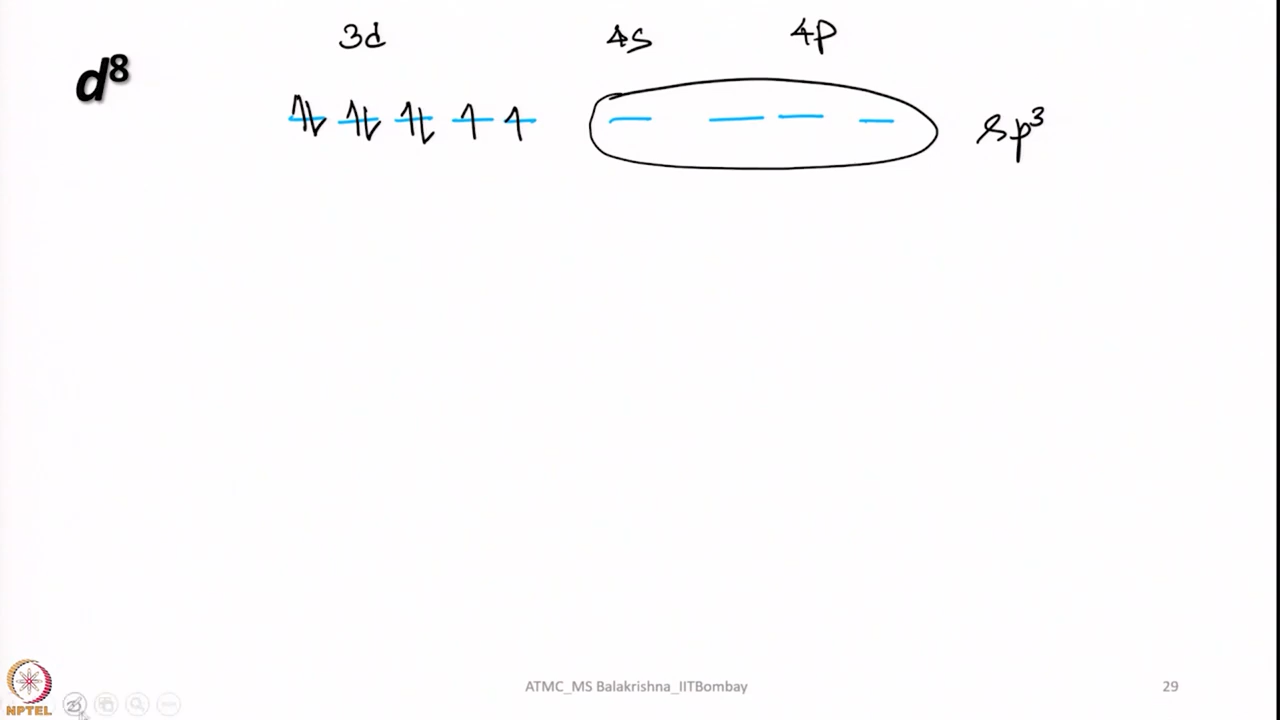 3d 4s 4p
d⁸
sp³
NPTEL
ATMC_MS Balakrishna_IITBombay
29